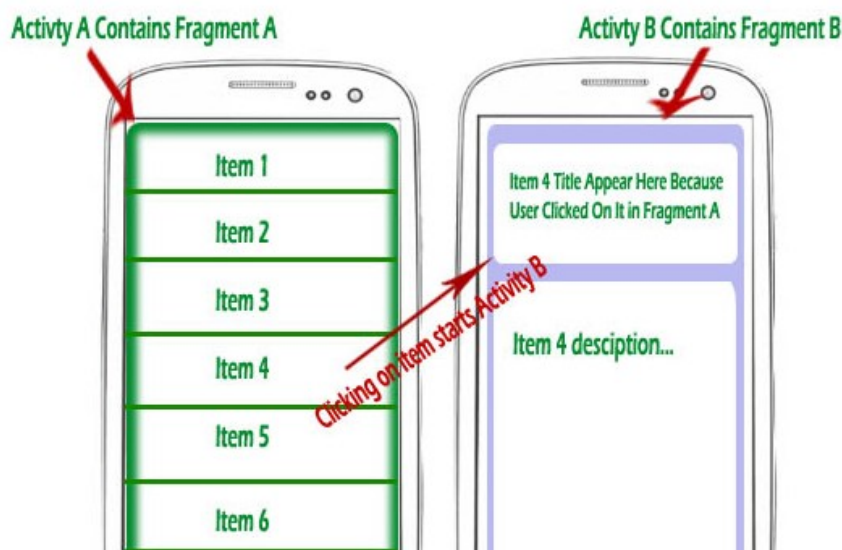 Activty A Contains Fragment A
Activty B Contains Fragment B
Item 1
Item 2
Item 3
Item 4
Item 5
Item 6
Clicking on item starts Activity B
Item 4 Title Appear Here Because
User Clicked On It in Fragment A
Item 4 desciption...